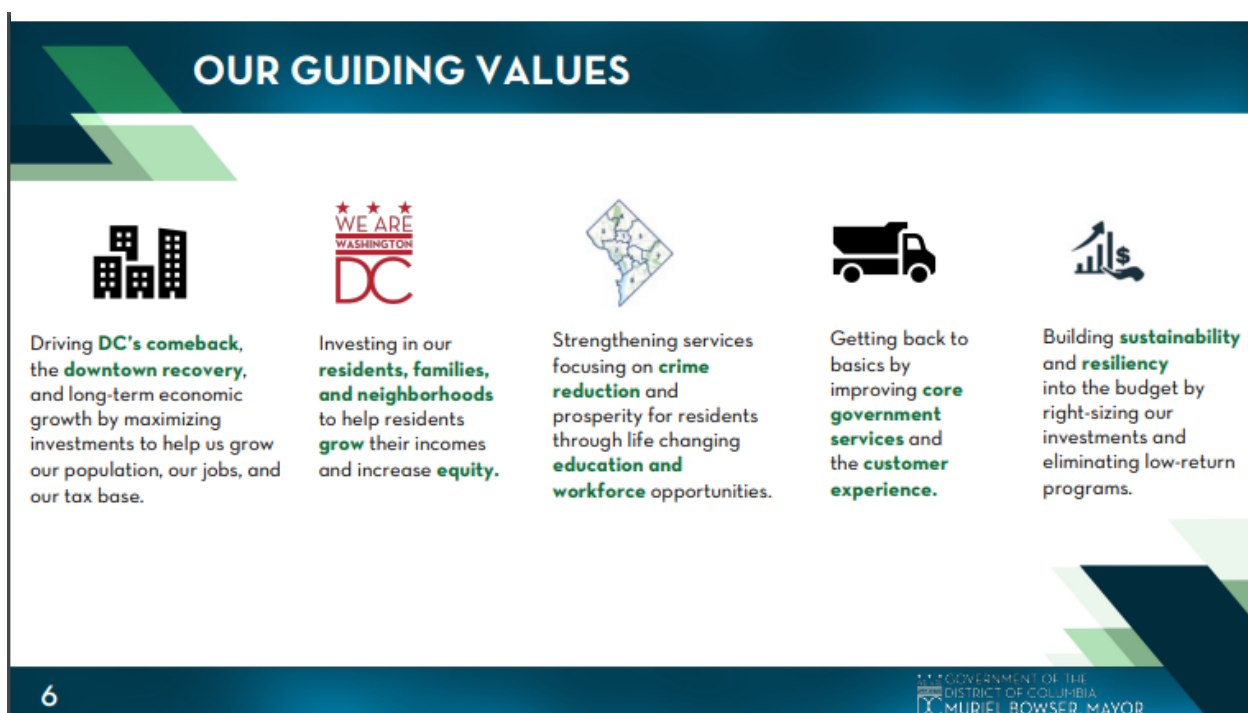 OUR GUIDING VALUES
WE ARE
WASHINGTON
DC
Driving DC's comeback,
the downtown recovery,
and long-term economic
growth by maximizing
investments to help us grow
our population, our jobs, and
our tax base.
Investing in our
residents, families,
and neighborhoods
to help residents
grow their incomes
and increase equity.
Strengthening services
focusing on crime
reduction and
prosperity for residents
through life changing
education and
workforce opportunities.
Getting back to
basics by
improving core
government
services and
the customer
experience.
$
Building sustainability
and resiliency
into the budget by
right-sizing our
investments and
eliminating low-return
programs.
6
GOVERNMENT OF THE
DISTRICT OF COLUMBIA
DC MURIEL BOWSER, MAYOR